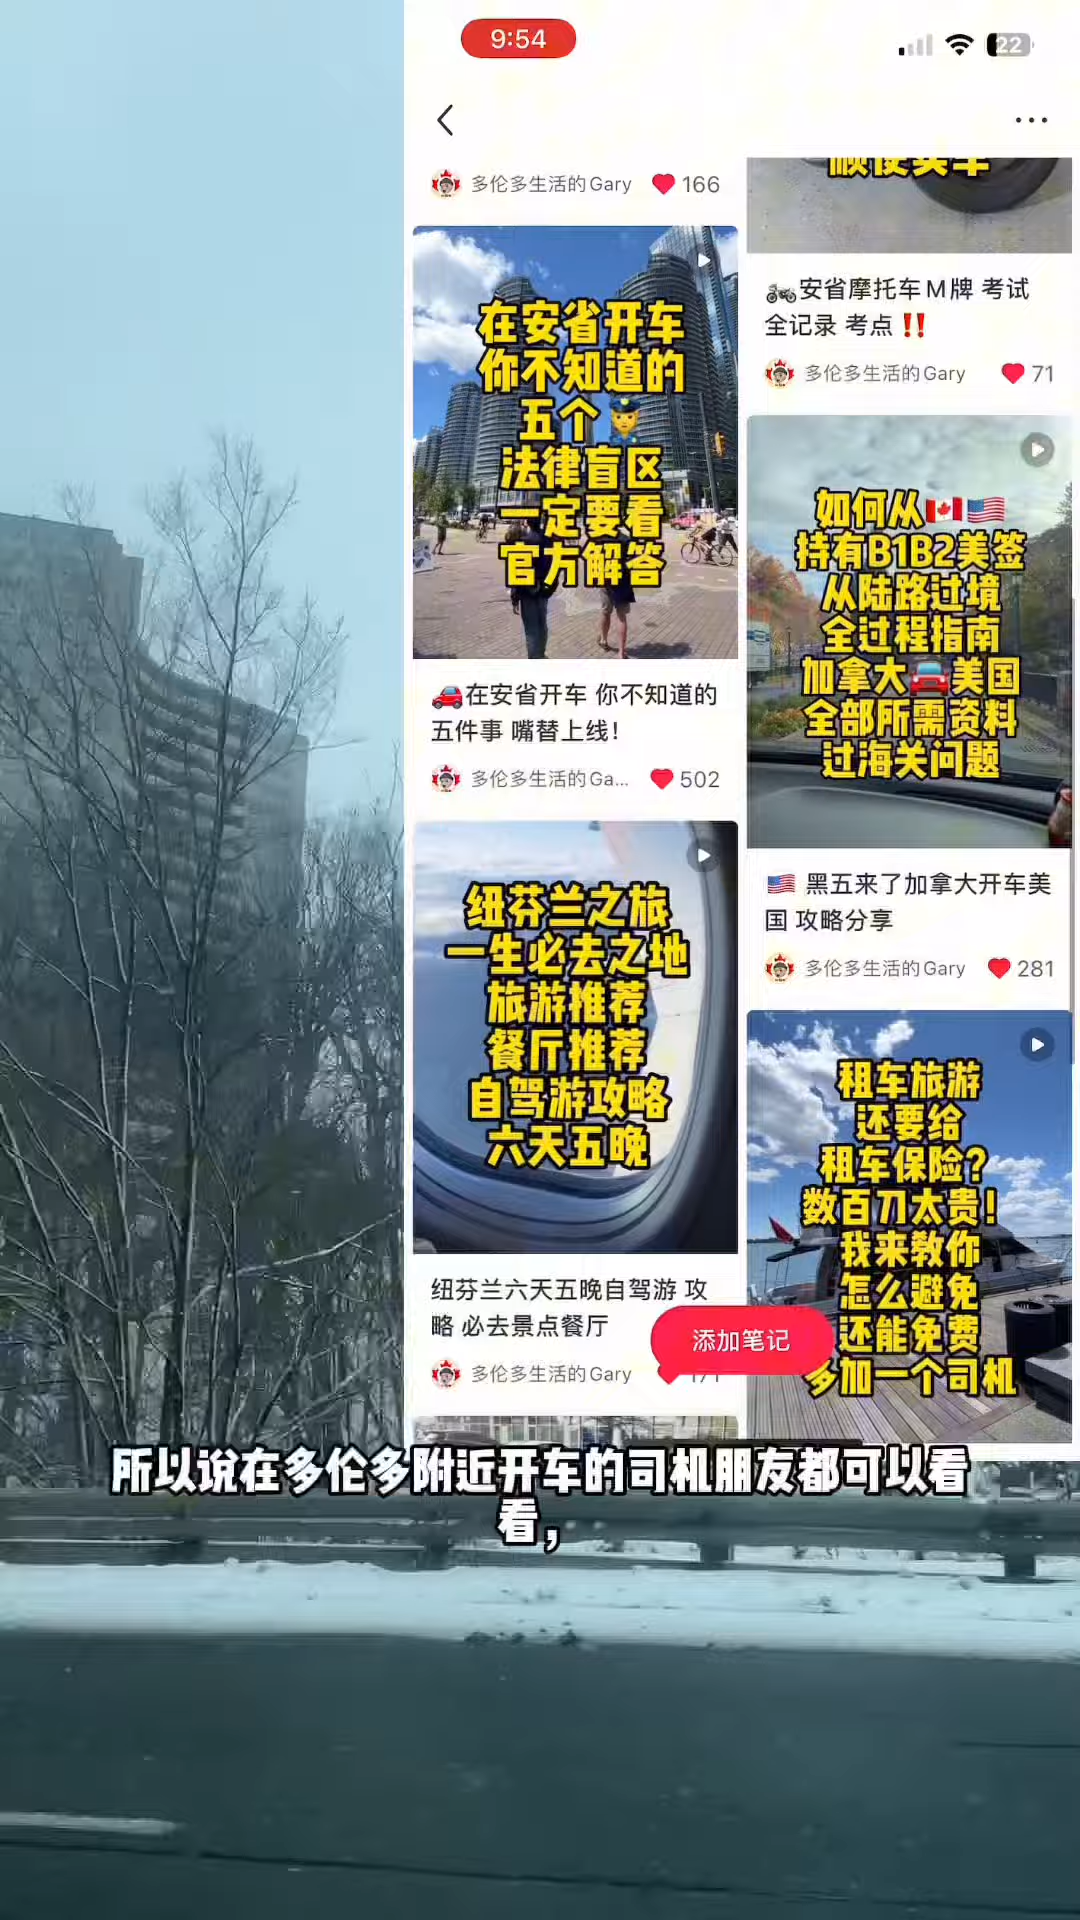 9:54
22
多伦多生活的Gary 166
在安省开车
你不知道的
五个
法律盲区
一定要看
官方解答
在安省开车 你不知道的
五件事 嘴替上线！
多伦多生活的Ga... 502
纽芬兰之旅
一生必去之地
旅游推荐
餐厅推荐
自驾游攻略
六天五晚
纽芬兰六天五晚自驾游 攻
略 必去景点餐厅
多伦多生活的Gary
安省摩托车M牌 考试
全记录 考点‼️
多伦多生活的Gary 71
如何从🇨🇦🇺🇸
持有B1B2美签
从陆路过境
全过程指南
加拿大🚘美国
全部所需资料
过海关问题
🇺🇸 黑五来了加拿大开车美
国 攻略分享
多伦多生活的Gary 281
租车旅游
还要给
租车保险？
数百刀太贵！
我来教你
怎么避免
还能免费
多加一个司机
添加笔记
所以说在多伦多附近开车的司机朋友都可以看
看，